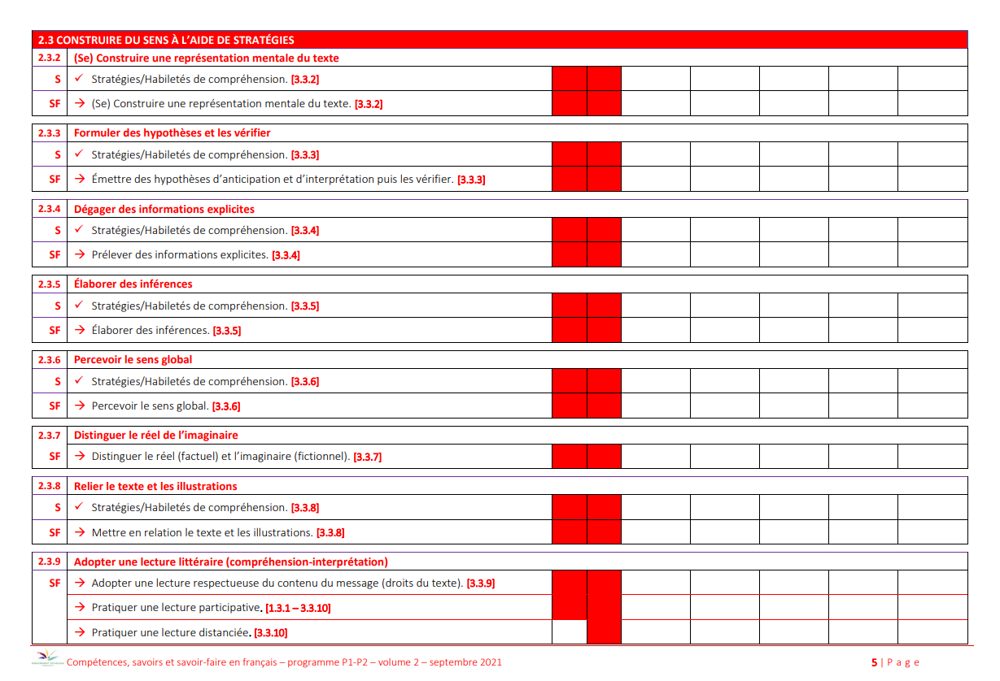 2.3 CONSTRUIRE DU SENS À L’AIDE DE STRATÉGIES
2.3.2 (Se) Construire une représentation mentale du texte
S ✓ Stratégies/Habiletés de compréhension. [3.3.2]
SF → (Se) Construire une représentation mentale du texte. [3.3.2]
2.3.3 Formuler des hypothèses et les vérifier
S ✓ Stratégies/Habiletés de compréhension. [3.3.3]
SF → Émettre des hypothèses d’anticipation et d’interprétation puis les vérifier. [3.3.3]
2.3.4 Dégager des informations explicites
S ✓ Stratégies/Habiletés de compréhension. [3.3.4]
SF → Prélever des informations explicites. [3.3.4]
2.3.5 Élaborer des inférences
S ✓ Stratégies/Habiletés de compréhension. [3.3.5]
SF → Élaborer des inférences. [3.3.5]
2.3.6 Percevoir le sens global
S ✓ Stratégies/Habiletés de compréhension. [3.3.6]
SF → Percevoir le sens global. [3.3.6]
2.3.7 Distinguer le réel de l’imaginaire
SF → Distinguer le réel (factuel) et l’imaginaire (fictionnel). [3.3.7]
2.3.8 Relier le texte et les illustrations
S ✓ Stratégies/Habiletés de compréhension. [3.3.8]
SF → Mettre en relation le texte et les illustrations. [3.3.8]
2.3.9 Adopter une lecture littéraire (compréhension-interprétation)
SF → Adopter une lecture respectueuse du contenu du message (droits du texte). [3.3.9]
→ Pratiquer une lecture participative. [1.3.1 – 3.3.10]
→ Pratiquer une lecture distanciée. [3.3.10]
Compétences, savoirs et savoir-faire en français – programme P1-P2 – volume 2 – septembre 2021 5 | Page